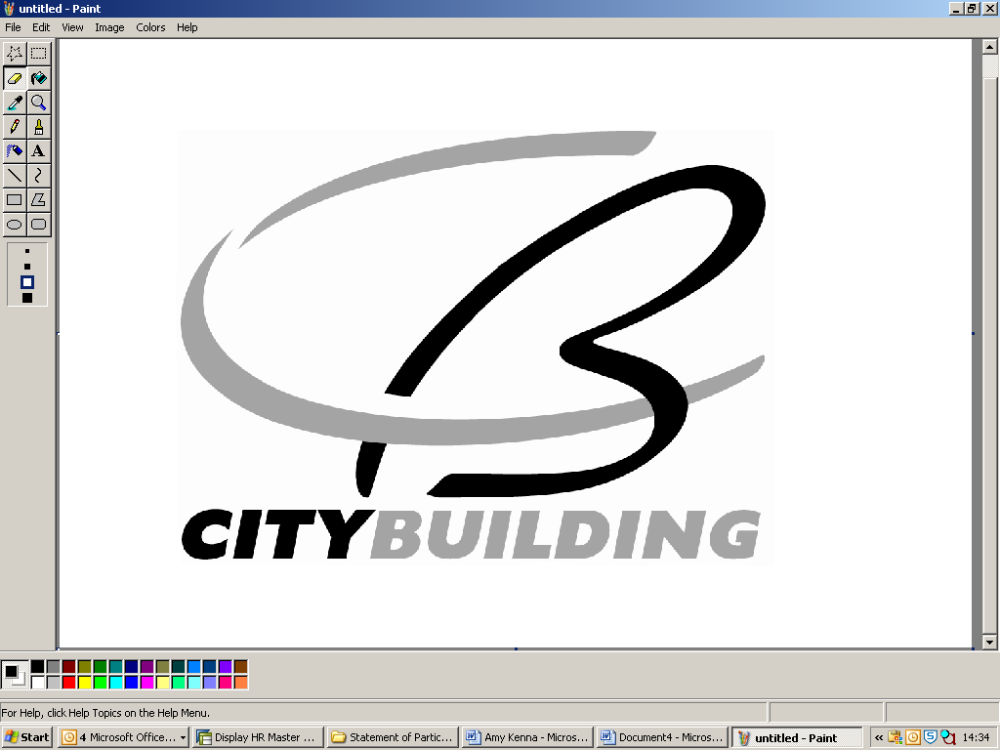 untitled - Paint
File Edit View Image Colors Help
A
CITYBUILDING
For Help, click Help Topics on the Help Menu.
Start 4 Microsoft Office... Display HR Master ... Statement of Partic... Amy Kenna - Micros... Document4 - Micros... untitled - Paint « 14:34